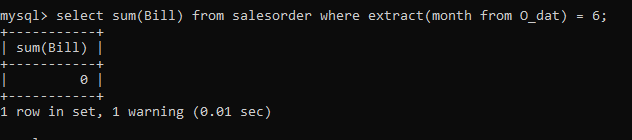 mysql> select sum(Bill) from salesorder where extract(month from O_dat) = 6;
+-----------+
| sum(Bill) |
+-----------+
|         0 |
+-----------+
1 row in set, 1 warning (0.01 sec)